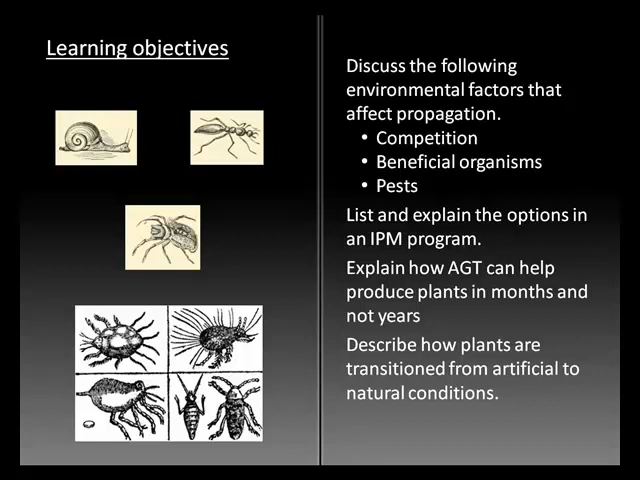 Learning objectives
Discuss the following
environmental factors that
affect propagation.
• Competition
• Beneficial organisms
• Pests
List and explain the options in
an IPM program.
Explain how AGT can help
produce plants in months and
not years
Describe how plants are
transitioned from artificial to
natural conditions.